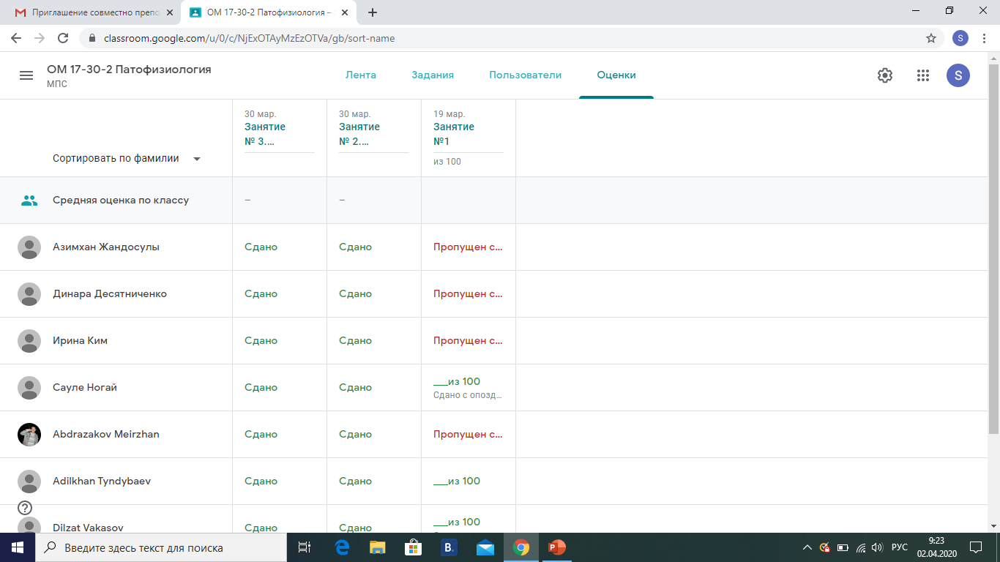 Приглашение совместно препо
ОМ 17-30-2 Патофизиология –
classroom.google.com/u/0/c/NjExOTAyMzEzOTVa/gb/sort-name
S
ОМ 17-30-2 Патофизиология
МПС
Лента
Задания
Пользователи
Оценки
S
Сортировать по фамилии
30 мар.
Занятие
№ 3....
30 мар.
Занятие
№ 2....
19 мар.
Занятие
№1
из 100
Средняя оценка по классу – –
Азимхан Жандосулы Сдано Сдано Пропущен с...
Динара Десятниченко Сдано Сдано Пропущен с...
Ирина Ким Сдано Сдано Пропущен с...
Сауле Ногай Сдано Сдано ___из 100
Сдано с опозд...
Abdrazakov Meirzhan Сдано Сдано Пропущен с...
Adilkhan Tyndybaev Сдано Сдано ___из 100
Dilzat Vakasov Сдано Сдано ___из 100
Введите здесь текст для поиска
B.
РУС
9:23
02.04.2020